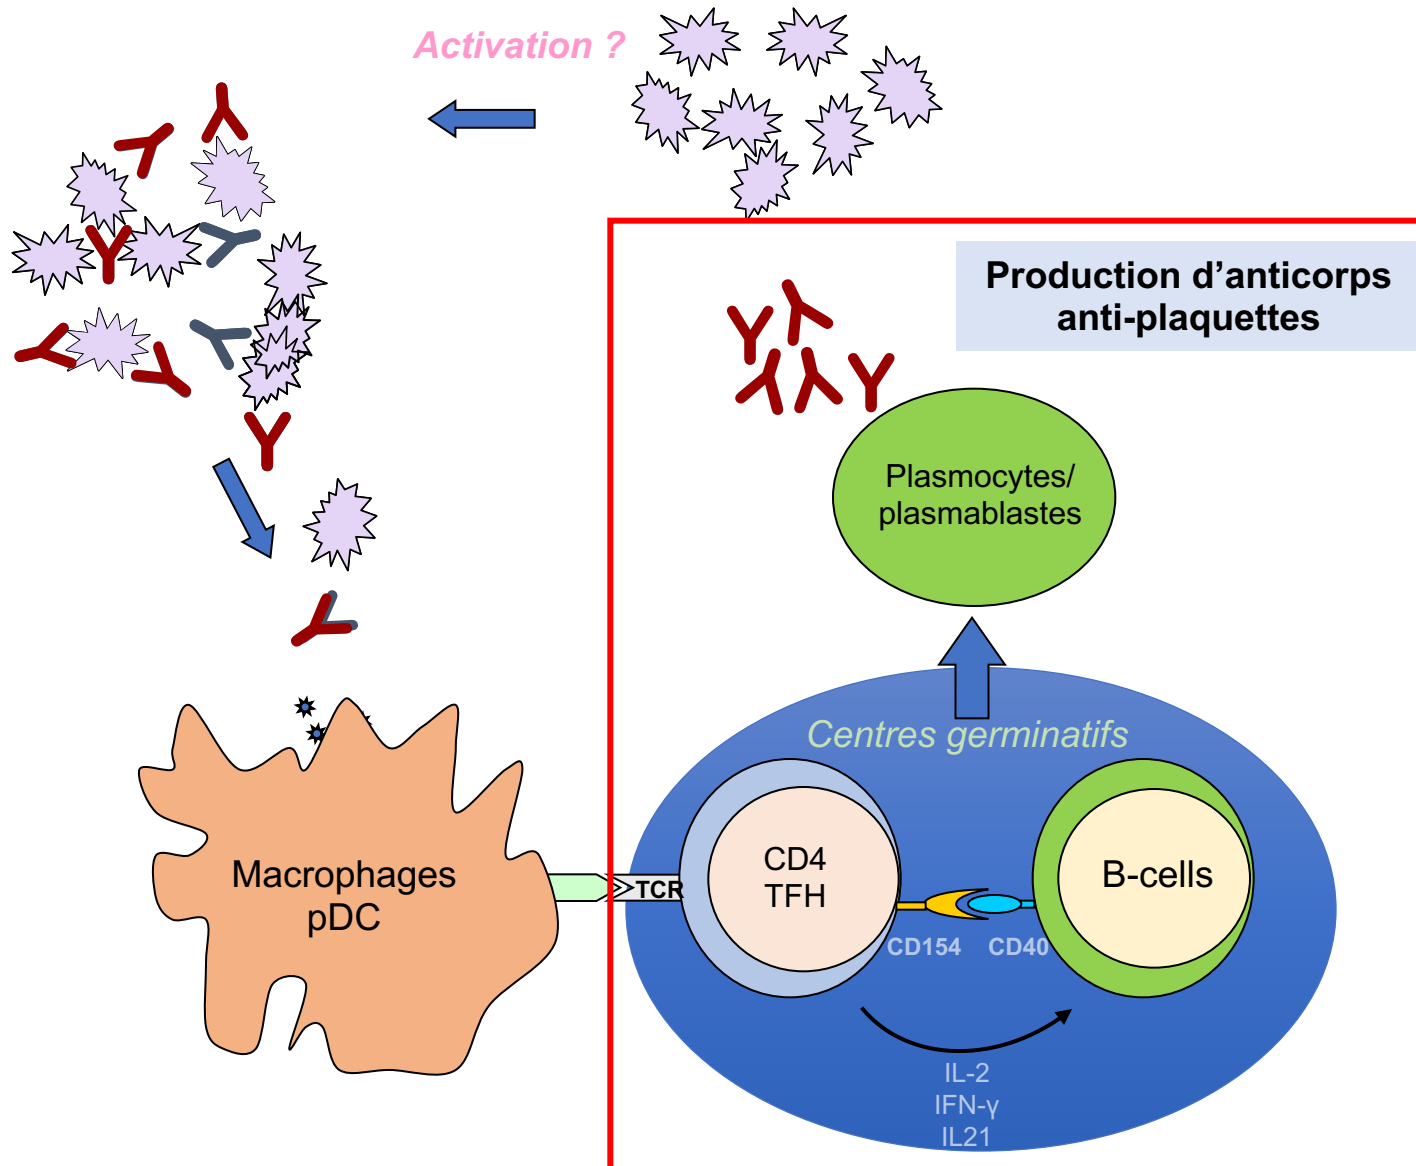 Activation ?
Production d’anticorps
anti-plaquettes
Plasmocytes/
plasmablastes
Centres germinatifs
Macrophages
pDC
TCR
CD4
TFH
B-cells
CD154
CD40
IL-2
IFN-γ
IL21